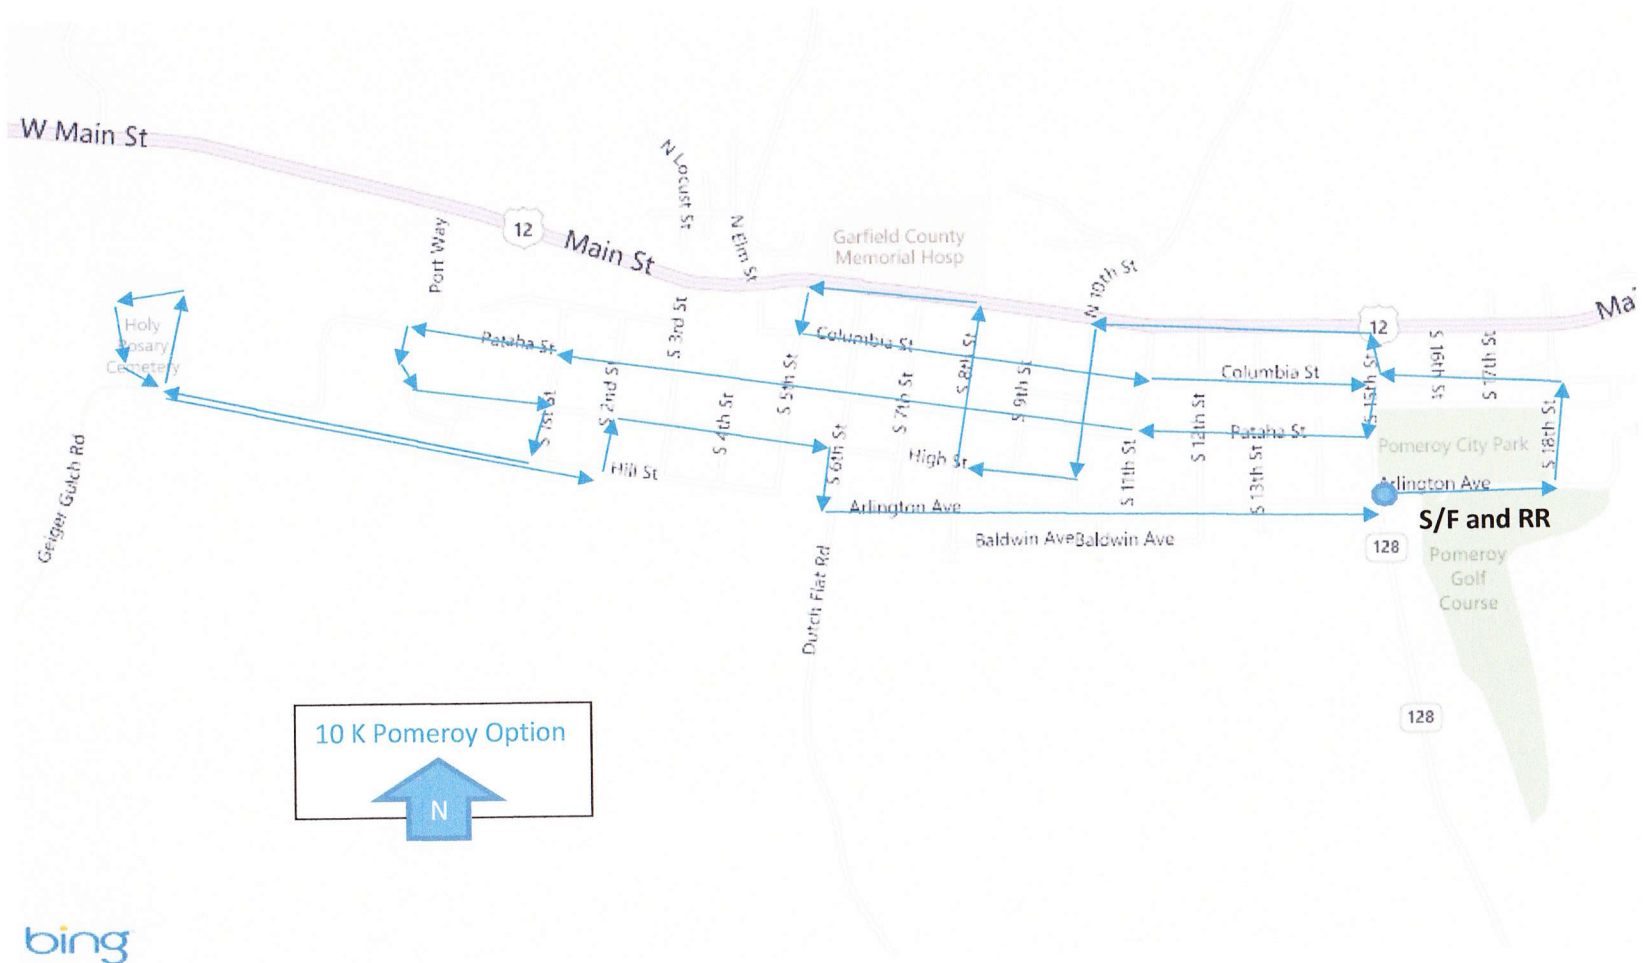 W Main St
N Locust St
N Elm St
Port Way
12
Main St
Garfield County
Memorial Hosp
N 10th St
Ma
12
Holy
Rosary
Cemetery
S 3rd St
Pataha St
Columbia St
S 16th St
S 17th St
S 5th St
S 8th St
S 9th St
Columbia St
S 15th St
S 2nd St
S 1st St
S 4th St
S 7th St
S 12th St
Pataha St
Pomeroy City Park
S 18th St
S 6th St
High St
S 11th St
S 13th St
Hill St
Geiger Gulch Rd
Arlington Ave
Arlington Ave
S/F and RR
Baldwin Ave
Baldwin Ave
128
Pomeroy
Golf
Course
Dutch Flat Rd
128
10 K Pomeroy Option
N
bing